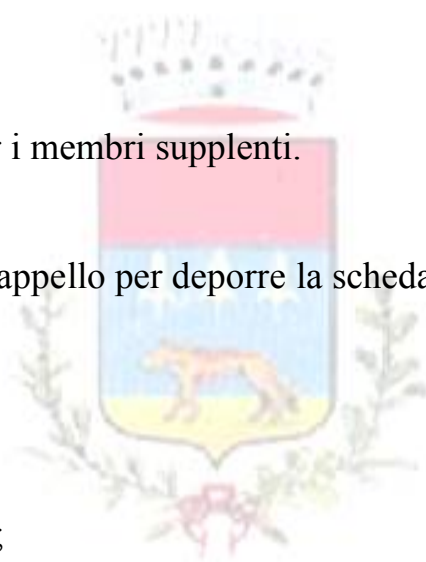 i membri supplenti.
appello per deporre la scheda
;